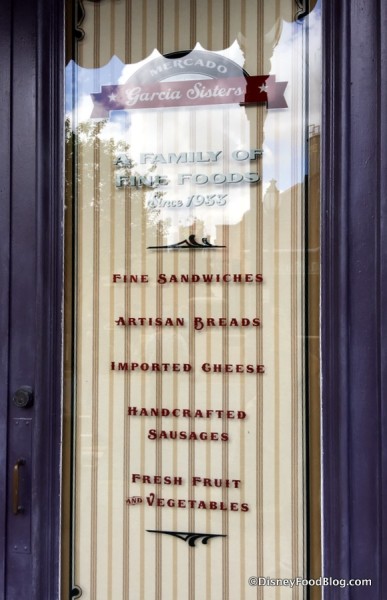 MERCADO
Garcia Sisters
A FAMILY OF
FINE FOODS
Since 1933
FINE SANDWICHES
ARTISAN BREADS
IMPORTED CHEESE
HANDCRAFTED
SAUSAGES
FRESH FRUIT
AND VEGETABLES
©DisneyFoodBlog.com